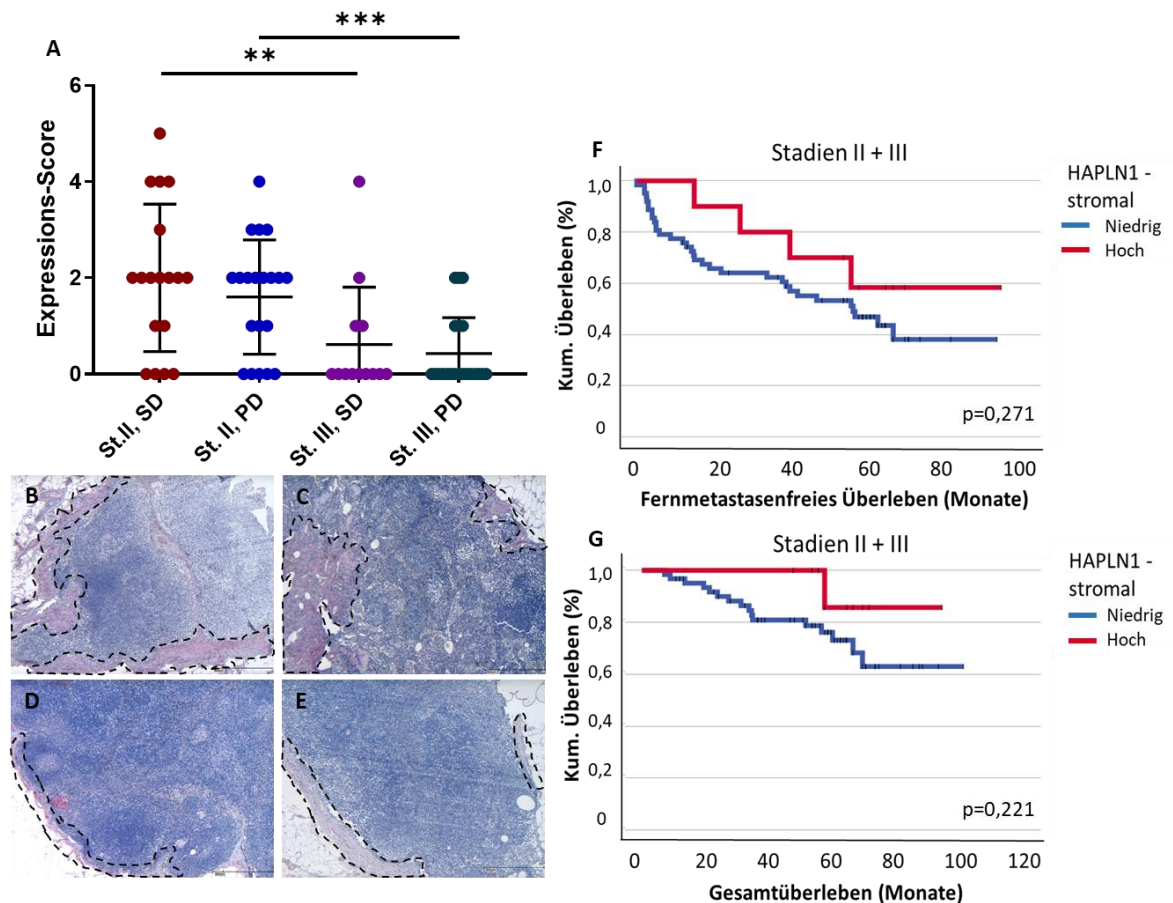 A
***
**
6
4
2
0
Expressions-Score
St.II, SD
St. II, PD
St. III, SD
St. III, PD
B
C
D
E
F
Stadien II + III
HAPLN1 -
stromal
Niedrig
Hoch
Kum. Überleben (%)
1,0
0,8
0,6
0,4
0,2
0
p=0,271
0 20 40 60 80 100
Fernmetastasenfreies Überleben (Monate)
G
Stadien II + III
HAPLN1 -
stromal
Niedrig
Hoch
Kum. Überleben (%)
1,0
0,8
0,6
0,4
0,2
0
p=0,221
0 20 40 60 80 100 120
Gesamtüberleben (Monate)